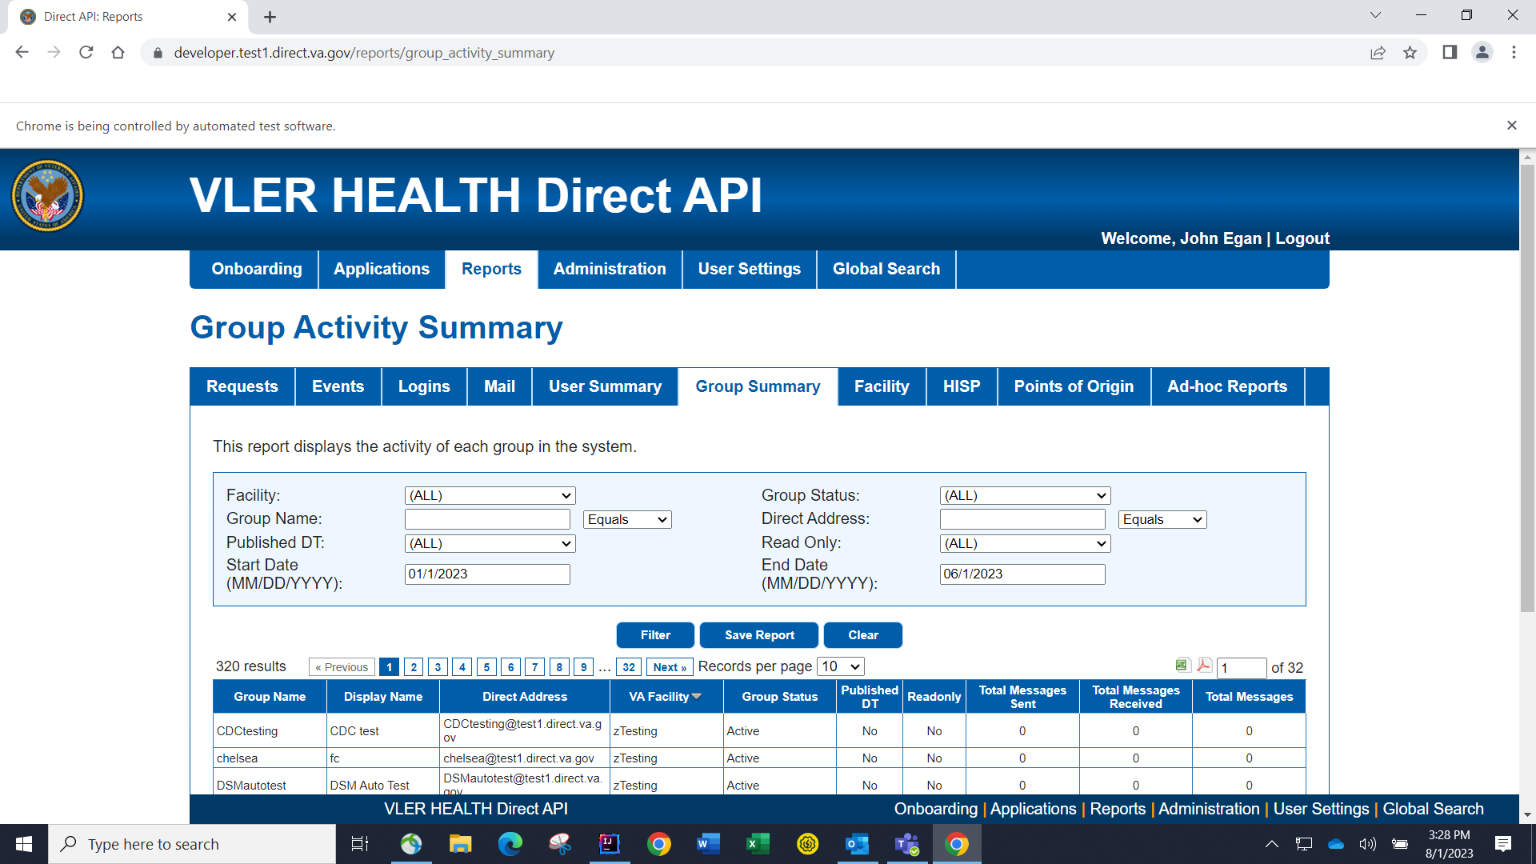 Direct API: Reports
developer.test1.direct.va.gov/reports/group_activity_summary
Chrome is being controlled by automated test software.
VLER HEALTH Direct API
Welcome, John Egan | Logout
Onboarding Applications Reports Administration User Settings Global Search
Group Activity Summary
Requests Events Logins Mail User Summary Group Summary Facility HISP Points of Origin Ad-hoc Reports
This report displays the activity of each group in the system.
Facility: (ALL) Group Status: (ALL)
Group Name: Equals Direct Address: Equals
Published DT: (ALL) Read Only: (ALL)
Start Date (MM/DD/YYYY): 01/1/2023 End Date (MM/DD/YYYY): 06/1/2023
Filter Save Report Clear
320 results « Previous 1 2 3 4 5 6 7 8 9 ... 32 Next » Records per page 10 1 of 32
Group Name Display Name Direct Address VA Facility Group Status Published DT Readonly Total Messages Sent Total Messages Received Total Messages
CDCtesting CDC test CDCtesting@test1.direct.va.gov zTesting Active No No 0 0 0
chelsea fc chelsea@test1.direct.va.gov zTesting Active No No 0 0 0
DSMautotest DSM Auto Test DSMautotest@test1.direct.va.gov zTesting Active No No 0 0 0
VLER HEALTH Direct API Onboarding | Applications | Reports | Administration | User Settings | Global Search
Type here to search
3:28 PM
8/1/2023